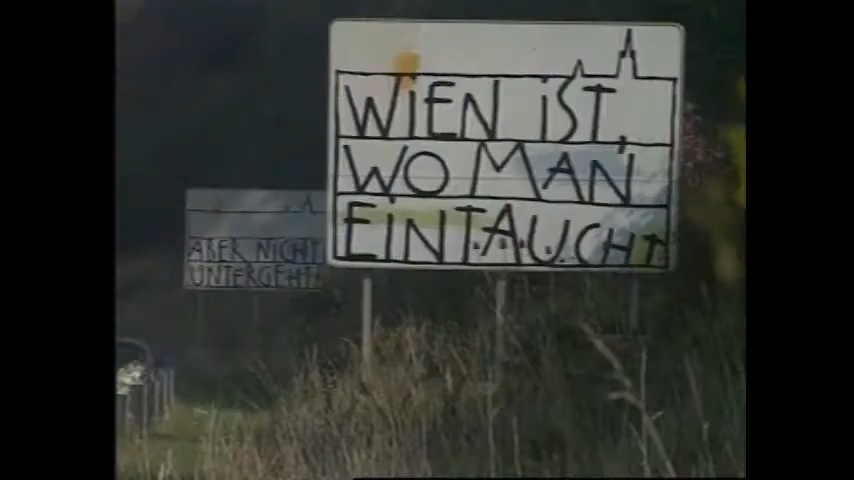 WIEN iST,
WO MAN
EINTAUCHT
ABER NICHT
UNTERGEHT.